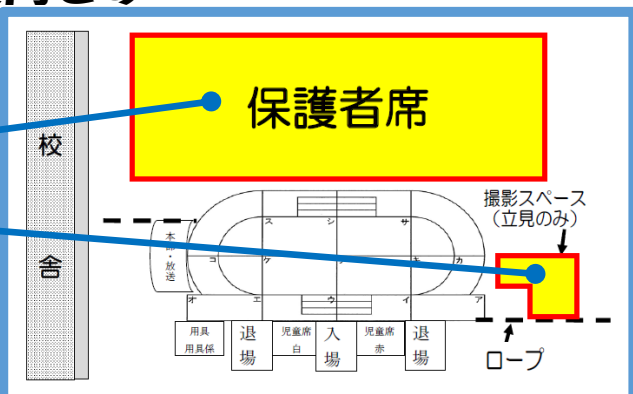 保護者席
校
舎
撮影スペース
(立見のみ)
本部・放送
ス シ サ
コ ケ キ カ
オ エ ウ イ ア
用具
用具係
退場
児童席
白
入場
児童席
赤
退場
ロープ